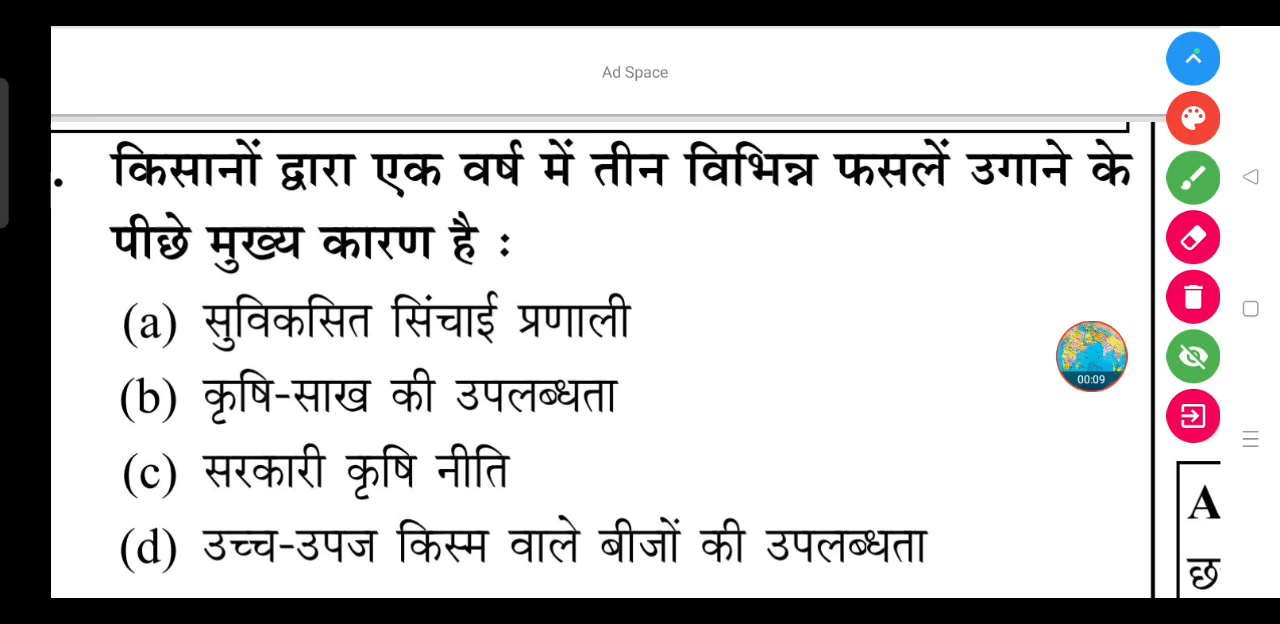 Ad Space
. किसानों द्वारा एक वर्ष में तीन विभिन्न फसलें उगाने के
पीछे मुख्य कारण है :
(a) सुविकसित सिंचाई प्रणाली
(b) कृषि-साख की उपलब्धता
(c) सरकारी कृषि नीति
(d) उच्च-उपज किस्म वाले बीजों की उपलब्धता
00:09
A
छ